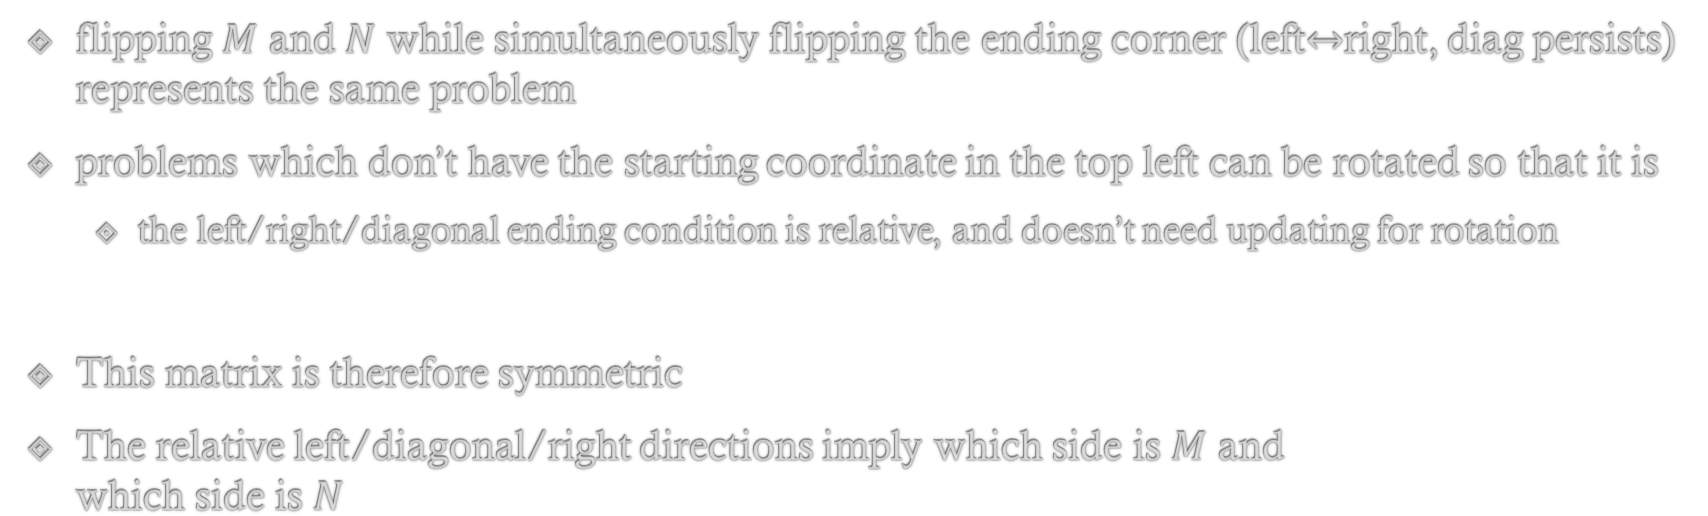 flipping M and N while simultaneously flipping the ending corner (left↔right, diag persists)
represents the same problem
problems which don’t have the starting coordinate in the top left can be rotated so that it is
the left/right/diagonal ending condition is relative, and doesn’t need updating for rotation
This matrix is therefore symmetric
The relative left/diagonal/right directions imply which side is M and
which side is N